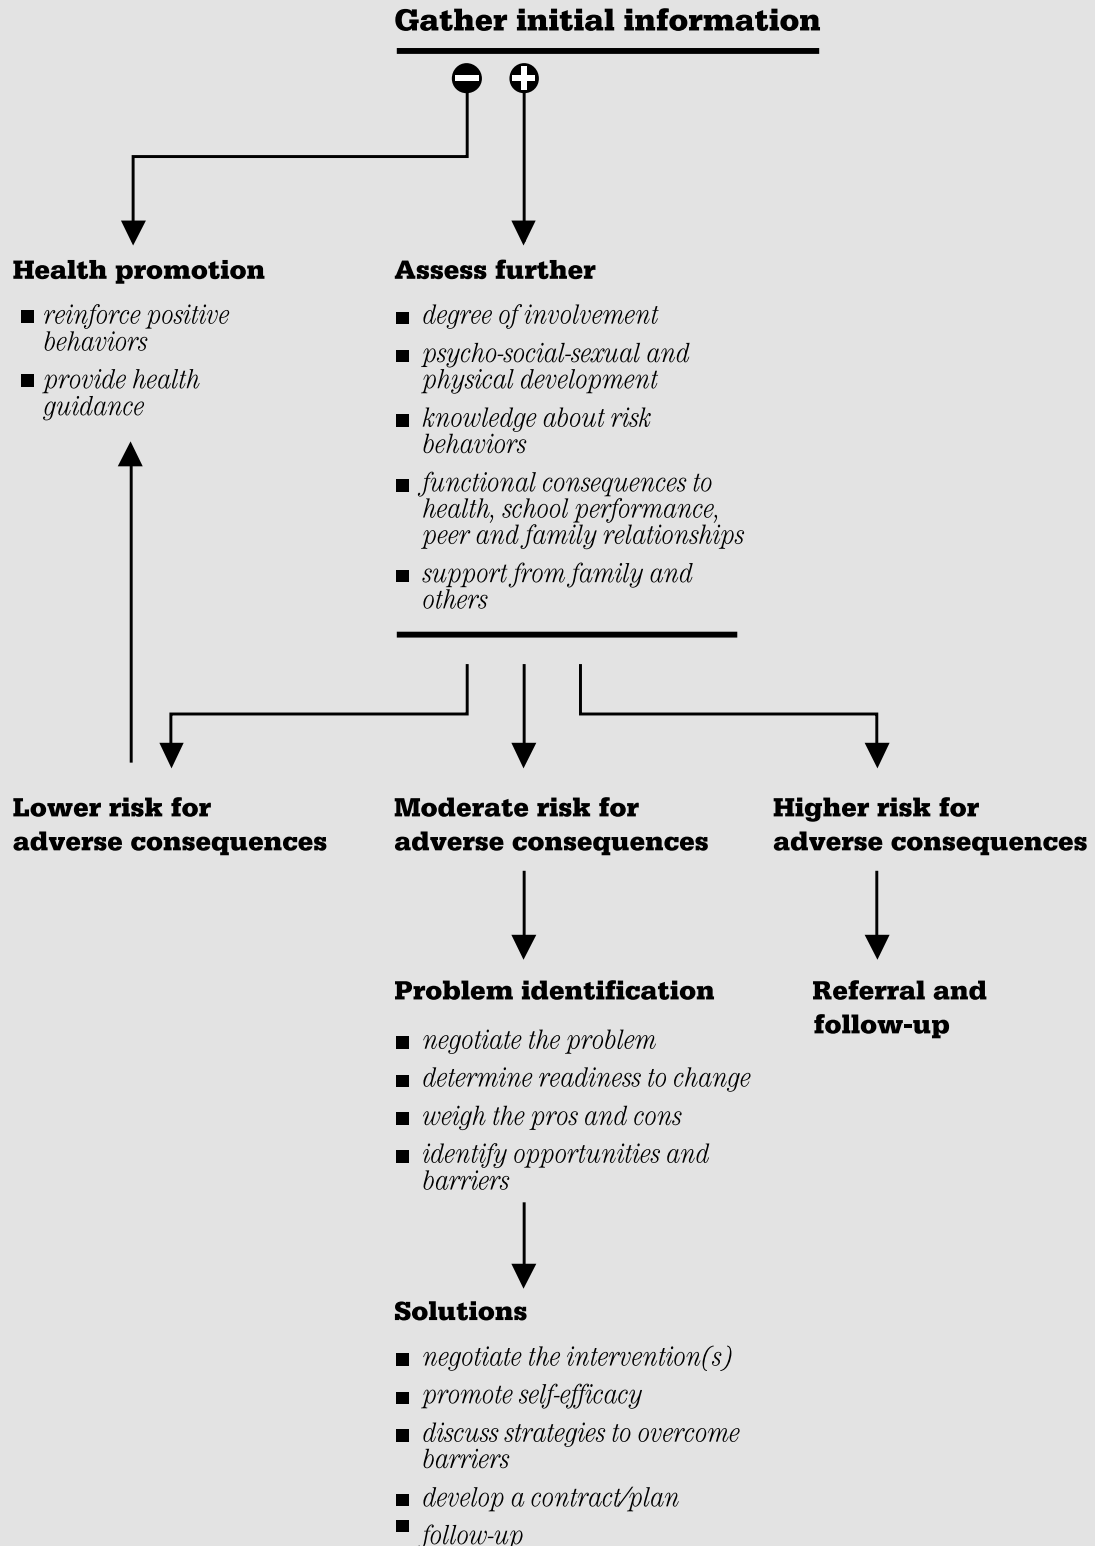 Gather initial information
Health promotion
reinforce positive
behaviors
provide health
guidance
Assess further
degree of involvement
psycho-social-sexual and
physical development
knowledge about risk
behaviors
functional consequences to
health, school performance,
peer and family relationships
support from family and
others
Lower risk for
adverse consequences
Moderate risk for
adverse consequences
Higher risk for
adverse consequences
Problem identification
negotiate the problem
determine readiness to change
weigh the pros and cons
identify opportunities and
barriers
Referral and
follow-up
Solutions
negotiate the intervention(s)
promote self-efficacy
discuss strategies to overcome
barriers
develop a contract/plan
follow-up